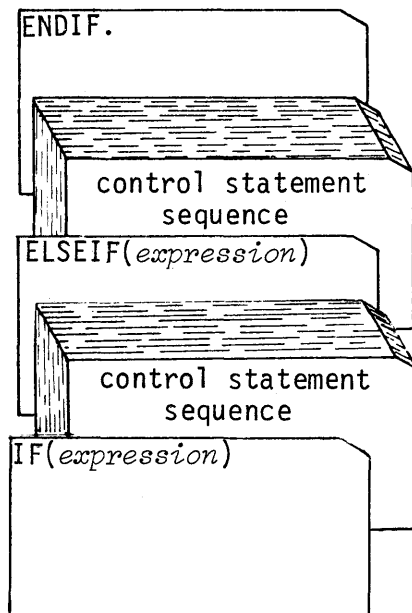 ENDIF.
control statement
sequence
ELSEIF(expression)
control statement
sequence
IF(expression)